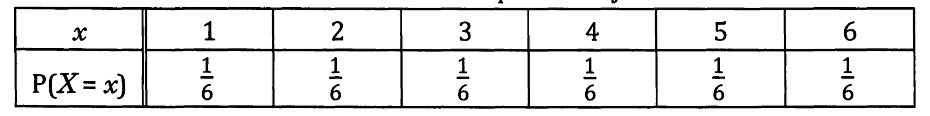 x 1 2 3 4 5 6
P(X = x) 1/6 1/6 1/6 1/6 1/6 1/6